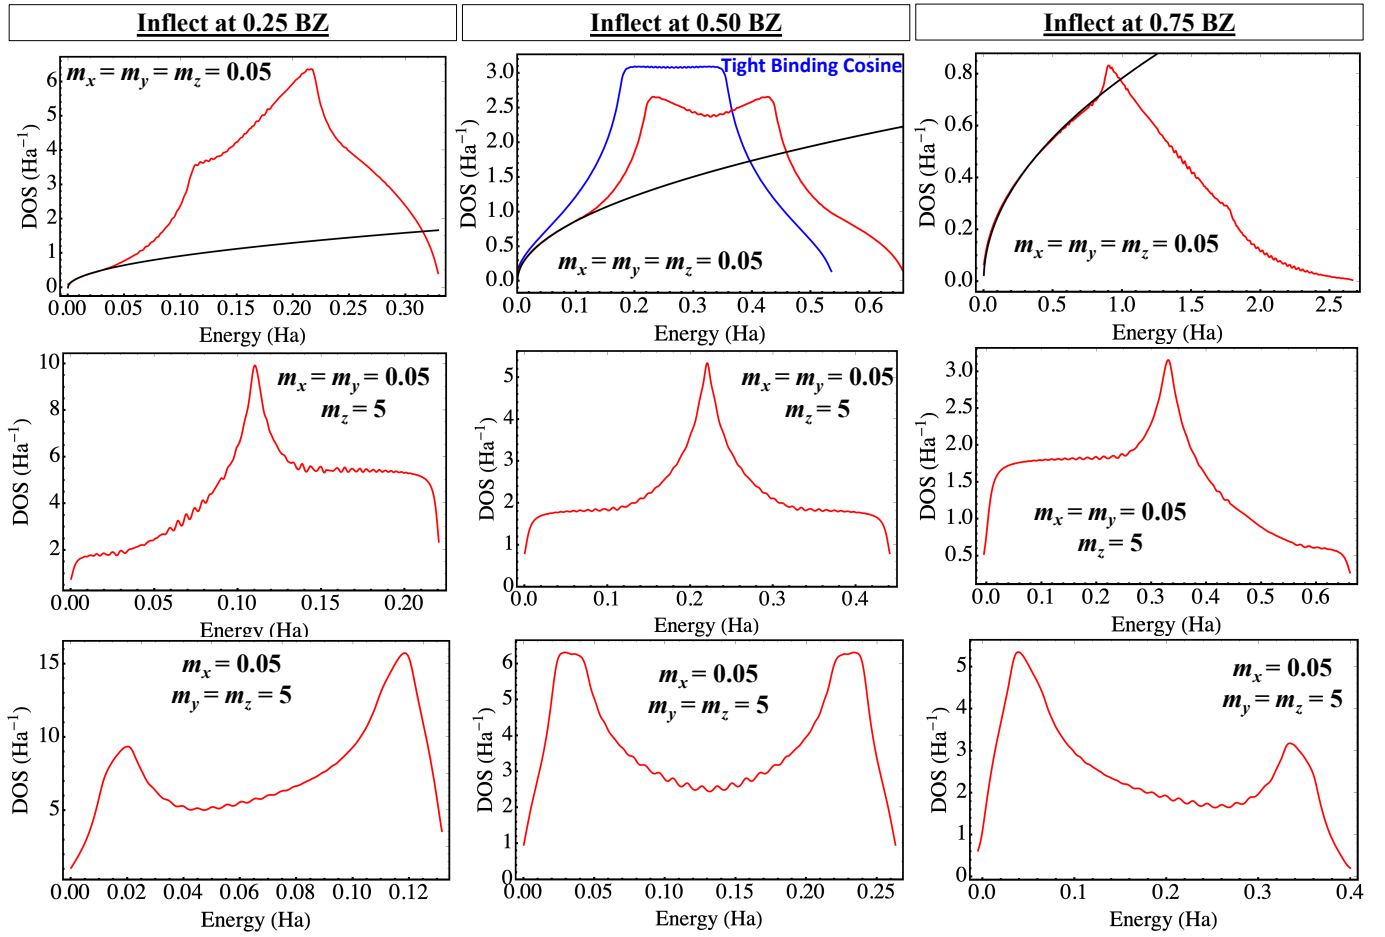 Inflect at 0.25 BZ
Inflect at 0.50 BZ
Inflect at 0.75 BZ
DOS (Ha⁻¹)
6
5
4
3
2
1
0
mx = my = mz = 0.05
0.00 0.05 0.10 0.15 0.20 0.25 0.30
Energy (Ha)
DOS (Ha⁻¹)
3.0
2.5
2.0
1.5
1.0
0.5
0.0
Tight Binding Cosine
mx = my = mz = 0.05
0.0 0.1 0.2 0.3 0.4 0.5 0.6
Energy (Ha)
DOS (Ha⁻¹)
0.8
0.6
0.4
0.2
0.0
mx = my = mz = 0.05
0.0 0.5 1.0 1.5 2.0 2.5
Energy (Ha)
DOS (Ha⁻¹)
10
8
6
4
2
mx = my = 0.05
mz = 5
0.00 0.05 0.10 0.15 0.20
Energy (Ha)
DOS (Ha⁻¹)
5
4
3
2
1
0
mx = my = 0.05
mz = 5
0.0 0.1 0.2 0.3 0.4
Energy (Ha)
DOS (Ha⁻¹)
3.0
2.5
2.0
1.5
1.0
0.5
mx = my = 0.05
mz = 5
0.0 0.1 0.2 0.3 0.4 0.5 0.6
Energy (Ha)
DOS (Ha⁻¹)
15
10
5
mx = 0.05
my = mz = 5
0.00 0.02 0.04 0.06 0.08 0.10 0.12
Energy (Ha)
DOS (Ha⁻¹)
6
5
4
3
2
1
0
mx = 0.05
my = mz = 5
0.00 0.05 0.10 0.15 0.20 0.25
Energy (Ha)
DOS (Ha⁻¹)
5
4
3
2
1
0
mx = 0.05
my = mz = 5
0.0 0.1 0.2 0.3 0.4
Energy (Ha)